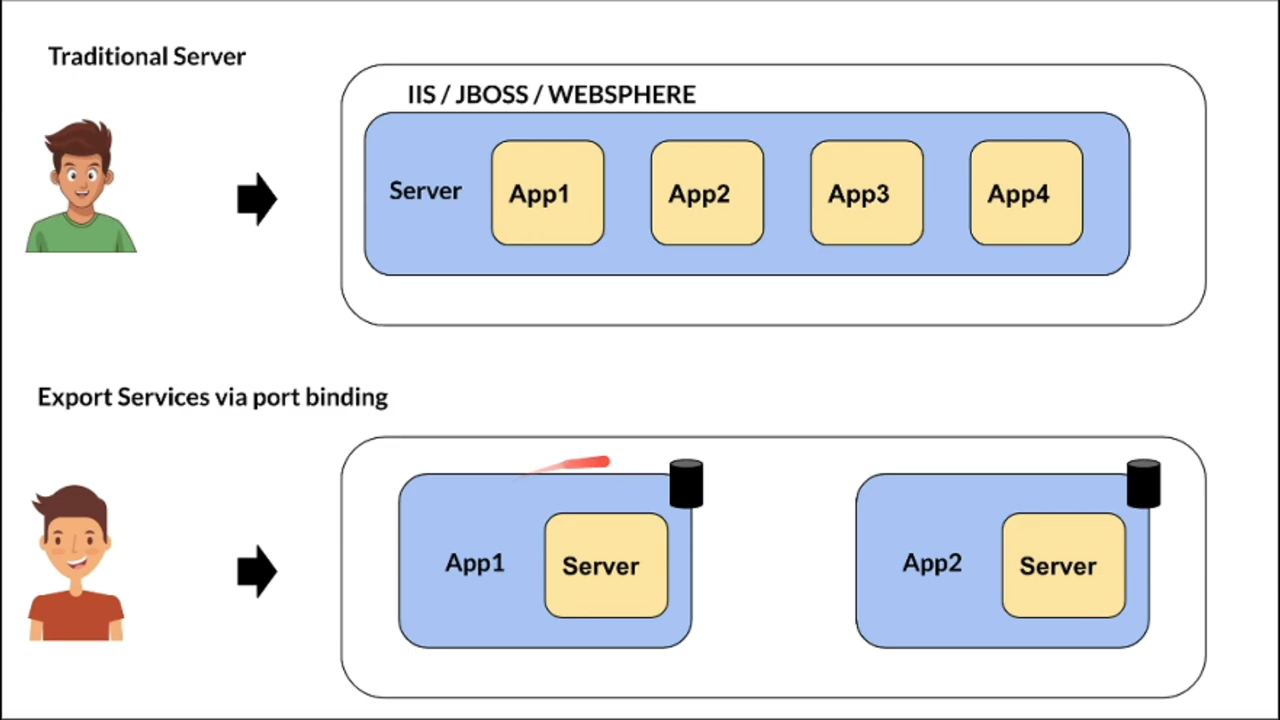 Traditional Server
IIS / JBOSS / WEBSPHERE
Server
App1
App2
App3
App4
Export Services via port binding
App1
Server
App2
Server